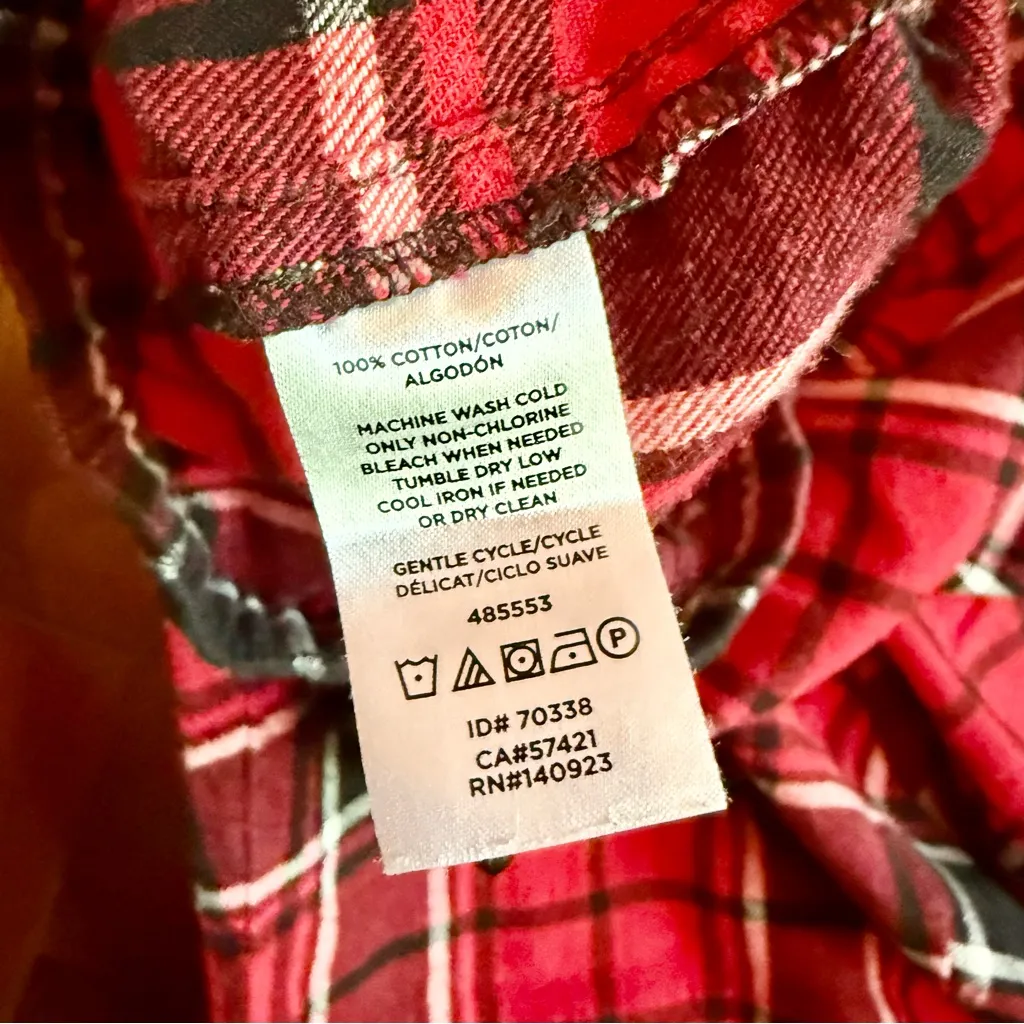 100% COTTON/COTON/
ALGODÓN
MACHINE WASH COLD
ONLY NON-CHLORINE
BLEACH WHEN NEEDED
TUMBLE DRY LOW
COOL IRON IF NEEDED
OR DRY CLEAN
GENTLE CYCLE/CYCLE
DÉLICAT/CICLO SUAVE
485553
P
ID# 70338
CA#57421
RN#140923